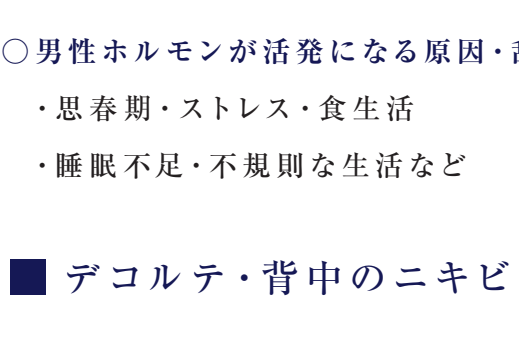 〇男性ホルモンが活発になる原因・
・思春期・ストレス・食生活
・睡眠不足・不規則な生活など
■ デコルテ・背中のニキビ